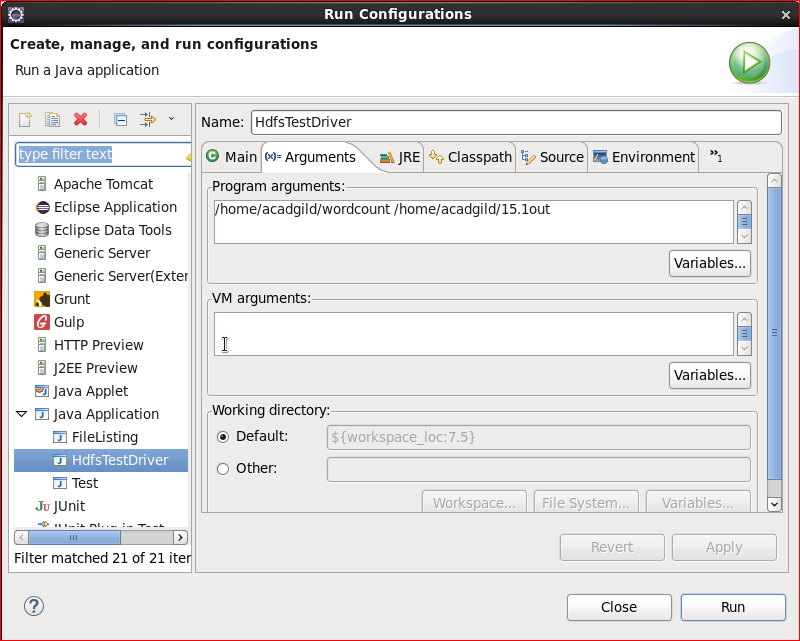 Run Configurations
Create, manage, and run configurations
Run a Java application
type filter text
Apache Tomcat
Eclipse Application
Eclipse Data Tools
Generic Server
Generic Server(Exter
Grunt
Gulp
HTTP Preview
J2EE Preview
Java Applet
Java Application
FileListing
HdfsTestDriver
Test
JUnit
JUnit Plug-in Test
Filter matched 21 of 21 iter
Name: HdfsTestDriver
Main (x)= Arguments JRE Classpath Source Environment »1
Program arguments:
/home/acadgild/wordcount /home/acadgild/15.1out
Variables...
VM arguments:
Variables...
Working directory:
Default: ${workspace_loc:7.5}
Other:
Workspace... File System... Variables...
Revert Apply
? Close Run